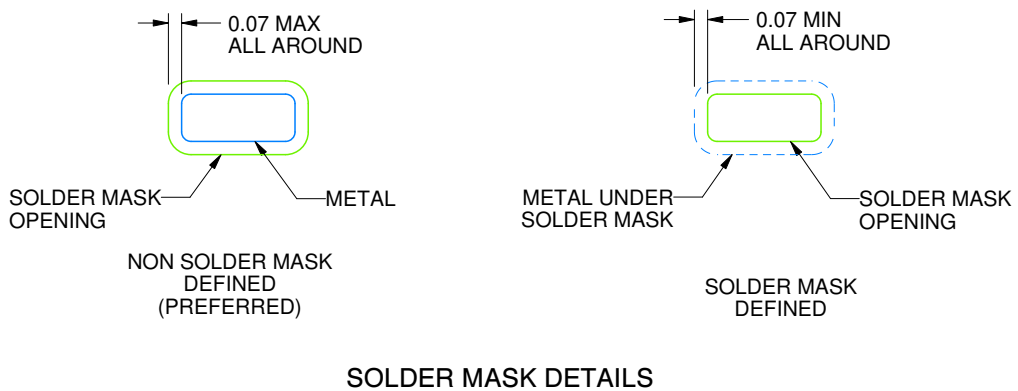 0.07 MAX
ALL AROUND
SOLDER MASK
OPENING
METAL
NON SOLDER MASK
DEFINED
(PREFERRED)
0.07 MIN
ALL AROUND
METAL UNDER
SOLDER MASK
SOLDER MASK
OPENING
SOLDER MASK
DEFINED
SOLDER MASK DETAILS